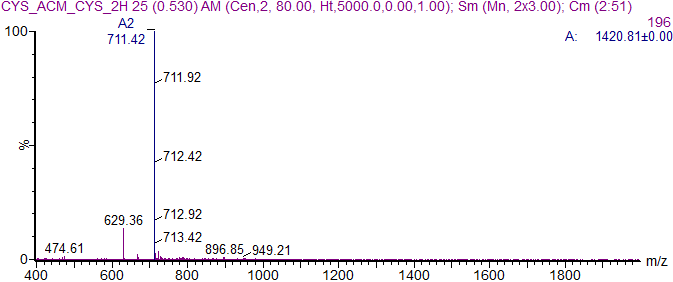 CYS_ACM_CYS_2H 25 (0.530) AM (Cen,2, 80.00, Ht,5000.0,0.00,1.00); Sm (Mn, 2x3.00); Cm (2:51)
196
A: 1420.81±0.00
100
A2
711.42
711.92
%
712.42
712.92
629.36
713.42
474.61
896.85
949.21
0
400 600 800 1000 1200 1400 1600 1800
m/z